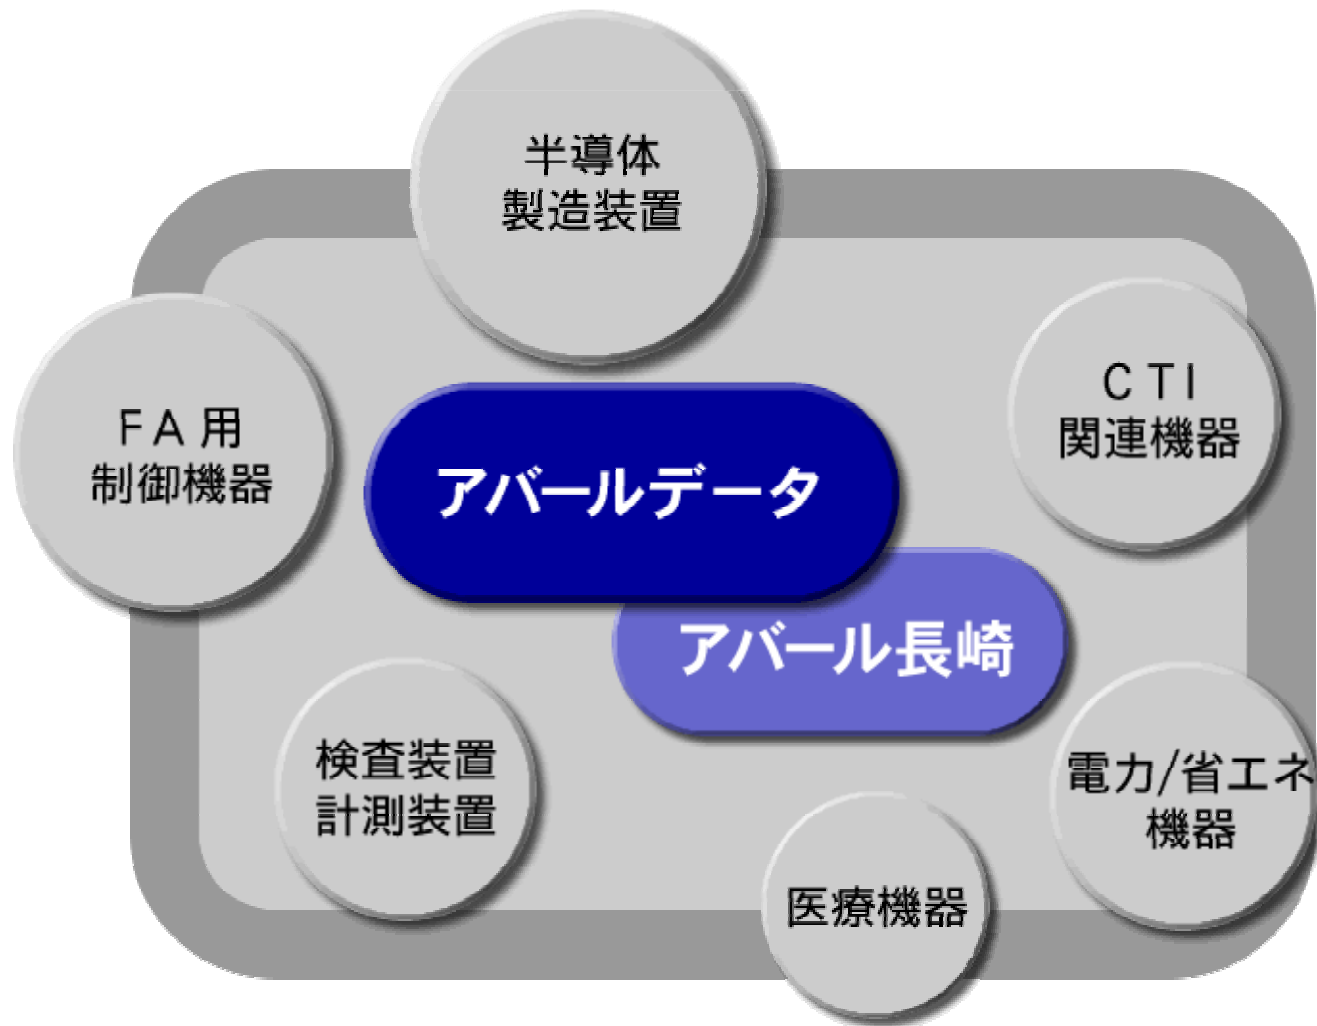 半導体
製造装置
ＣＴＩ
関連機器
ＦＡ用
制御機器
アバールデータ
アバール長崎
検査装置
計測装置
電力/省エネ
機器
医療機器